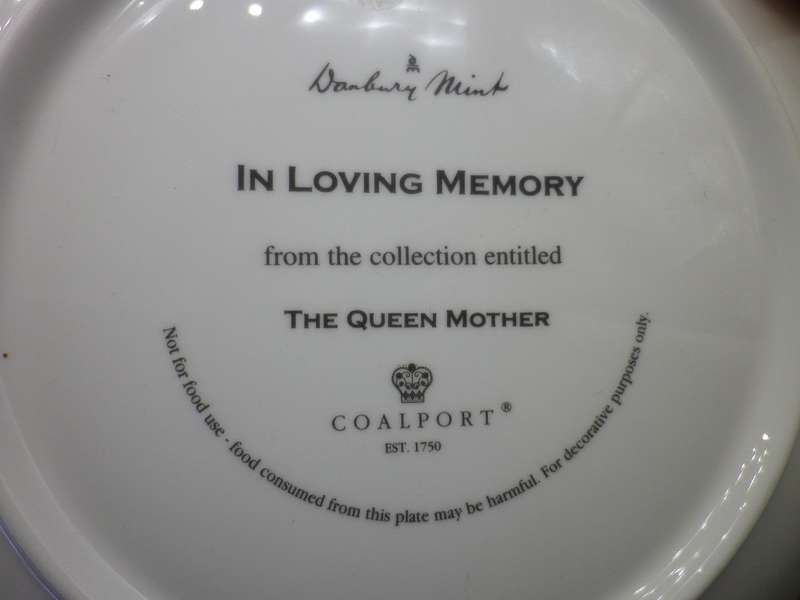 Danbury Mint
IN LOVING MEMORY
from the collection entitled
THE QUEEN MOTHER
COALPORT®
EST. 1750
Not for food use - food consumed from this plate may be harmful. For decorative purposes only.